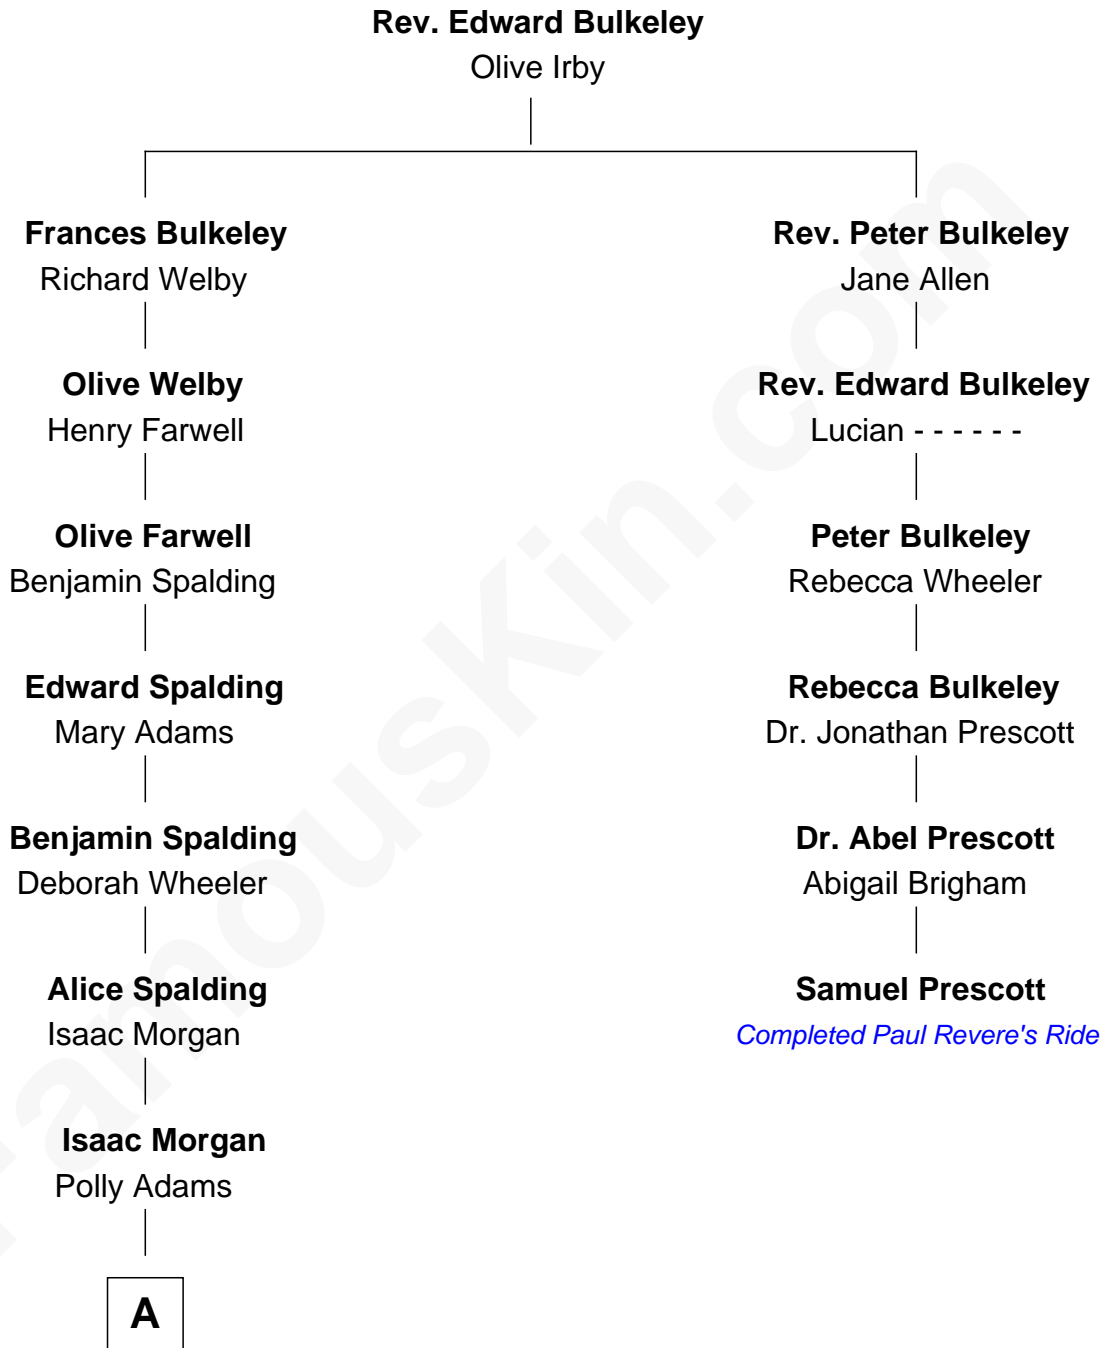 Rev. Edward Bulkeley
Olive Irby
Frances Bulkeley
Richard Welby
Rev. Peter Bulkeley
Jane Allen
Olive Welby
Henry Farwell
Rev. Edward Bulkeley
Lucian - - - - - -
Olive Farwell
Benjamin Spalding
Peter Bulkeley
Rebecca Wheeler
Edward Spalding
Mary Adams
Rebecca Bulkeley
Dr. Jonathan Prescott
Benjamin Spalding
Deborah Wheeler
Dr. Abel Prescott
Abigail Brigham
Alice Spalding
Isaac Morgan
Samuel Prescott
Completed Paul Revere's Ride
Isaac Morgan
Polly Adams
A
FamousKin.com